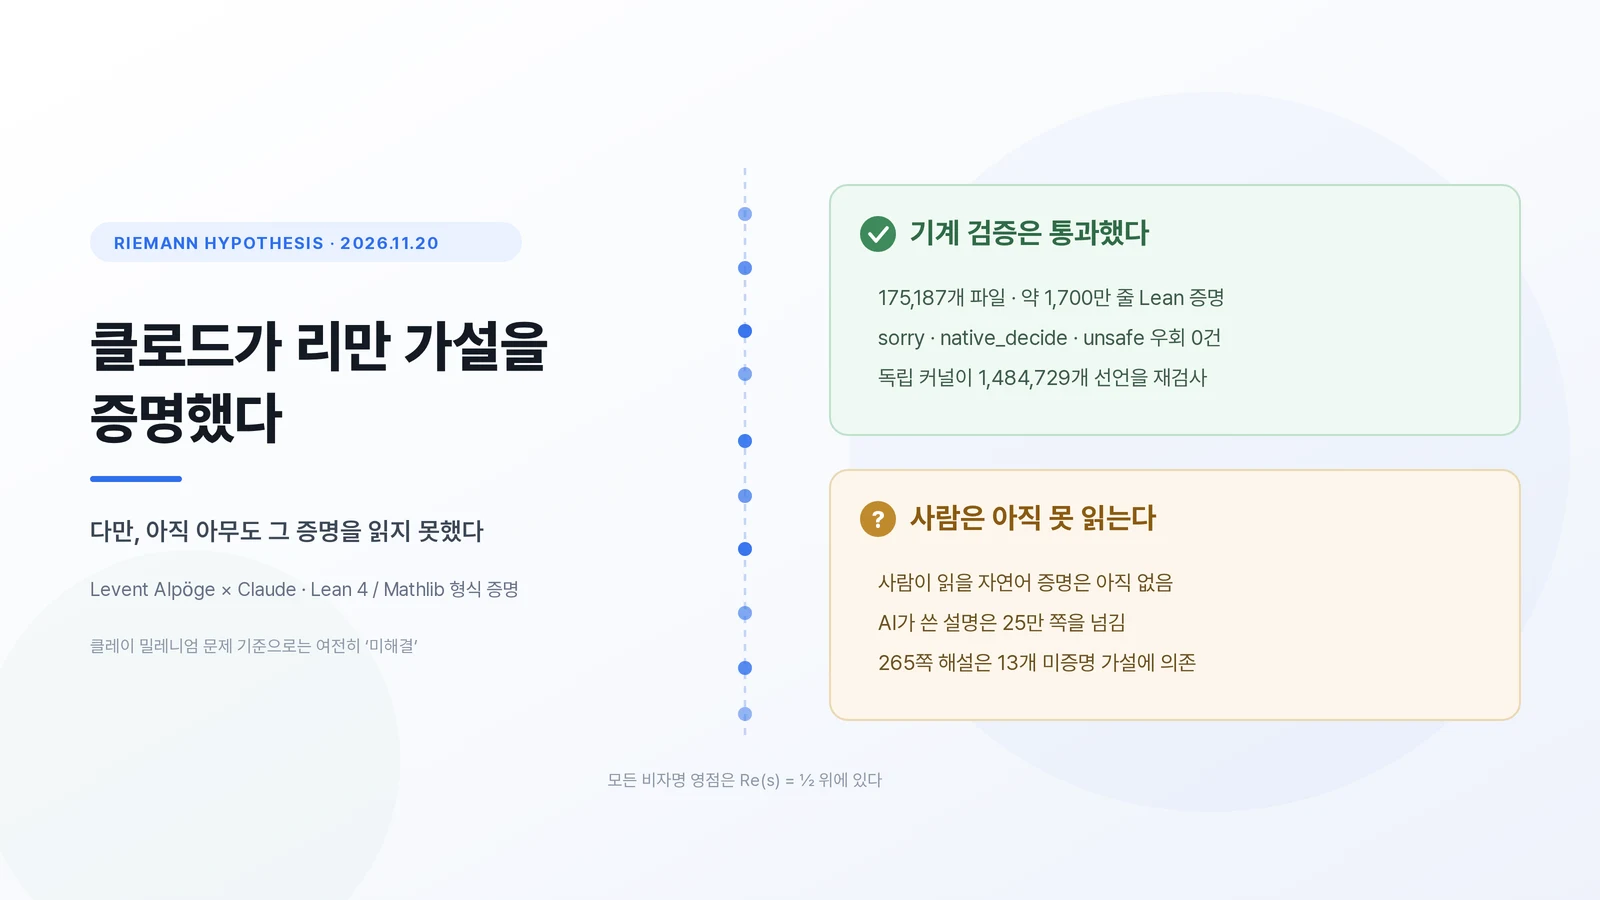 RIEMANN HYPOTHESIS · 2026.11.20
클로드가 리만 가설을
증명했다
다만, 아직 아무도 그 증명을 읽지 못했다
Levent Alpöge × Claude · Lean 4 / Mathlib 형식 증명
클레이 밀레니엄 문제 기준으로는 여전히 ‘미해결’
기계 검증은 통과했다
175,187개 파일 · 약 1,700만 줄 Lean 증명
sorry · native_decide · unsafe 우회 0건
독립 커널이 1,484,729개 선언을 재검사
?
사람은 아직 못 읽는다
사람이 읽을 자연어 증명은 아직 없음
AI가 쓴 설명은 25만 쪽을 넘김
265쪽 해설은 13개 미증명 가설에 의존
모든 비자명 영점은 Re(s) = ½ 위에 있다